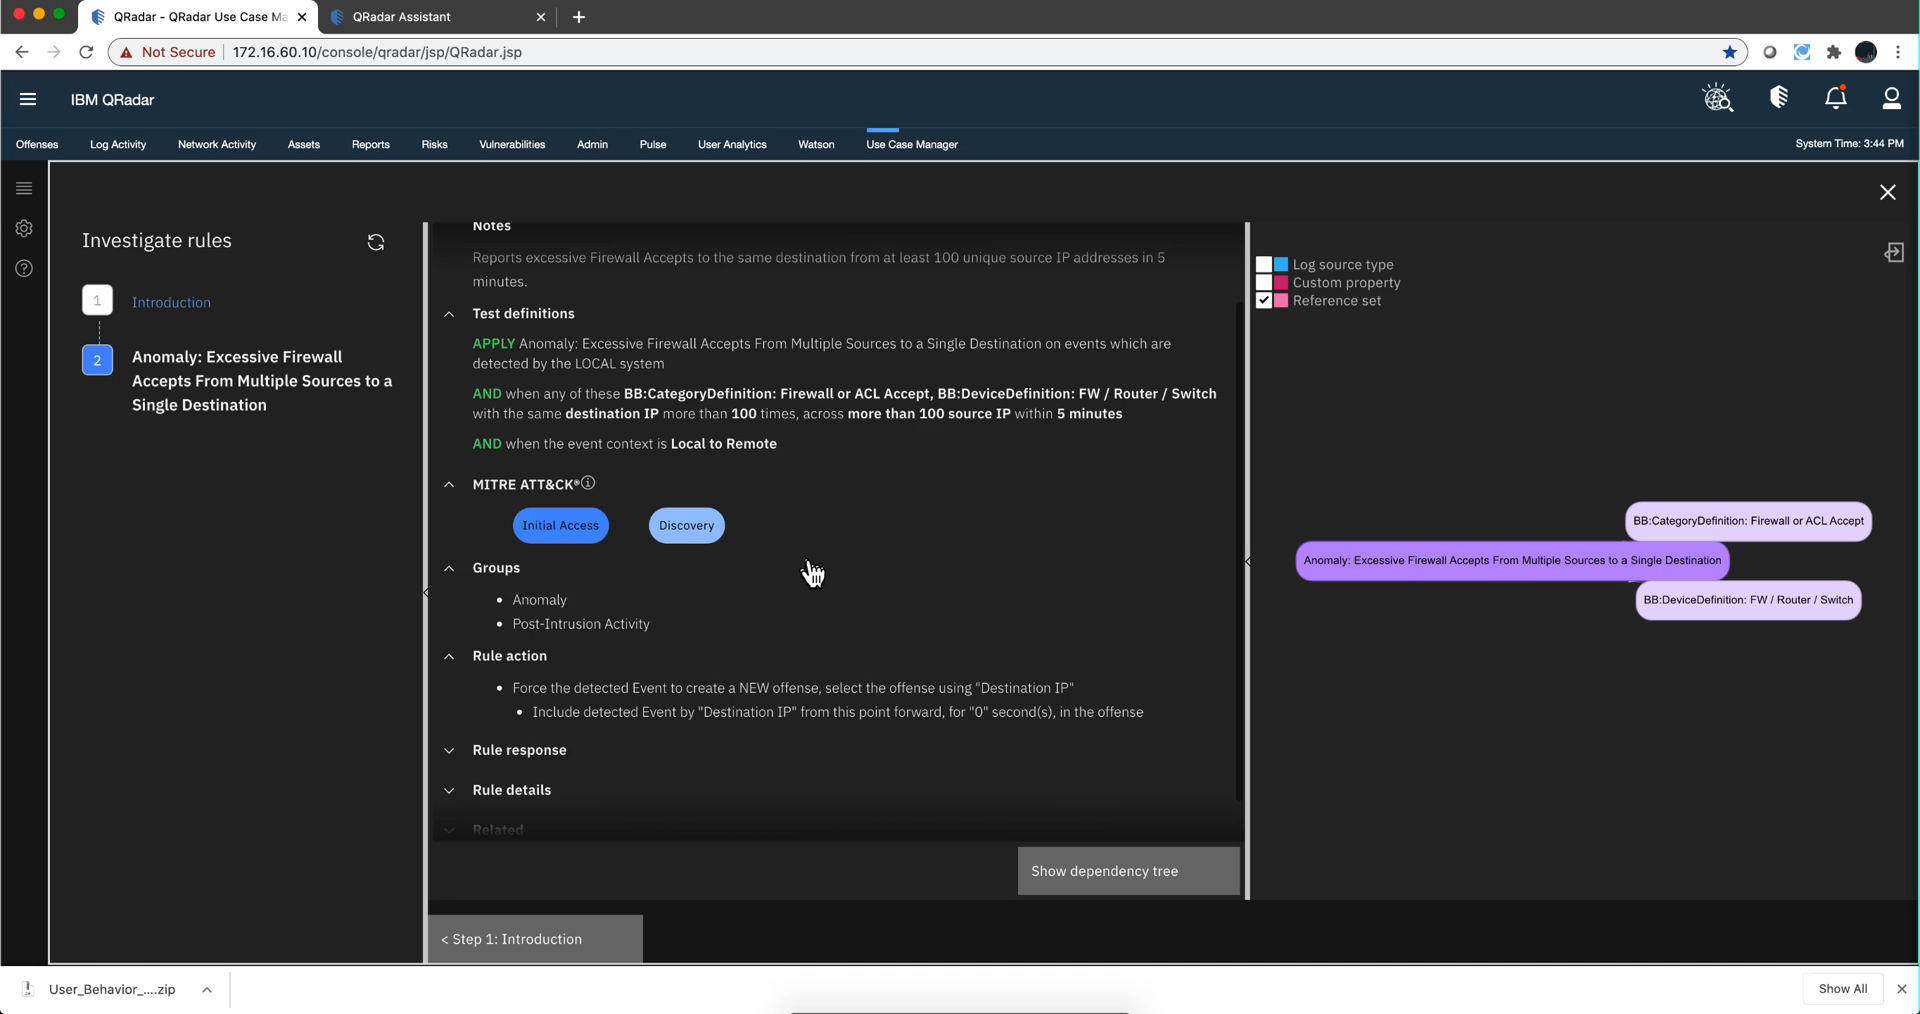 QRadar - QRadar Use Case Ma
QRadar Assistant
Not Secure
172.16.60.10/console/qradar/jsp/QRadar.jsp
IBM QRadar
Offenses
Log Activity
Network Activity
Assets
Reports
Risks
Vulnerabilities
Admin
Pulse
User Analytics
Watson
Use Case Manager
System Time: 3:44 PM
Investigate rules
1
Introduction
2
Anomaly: Excessive Firewall
Accepts From Multiple Sources to a
Single Destination
Notes
Reports excessive Firewall Accepts to the same destination from at least 100 unique source IP addresses in 5
minutes.
Test definitions
APPLY Anomaly: Excessive Firewall Accepts From Multiple Sources to a Single Destination on events which are
detected by the LOCAL system
AND when any of these BB:CategoryDefinition: Firewall or ACL Accept, BB:DeviceDefinition: FW / Router / Switch
with the same destination IP more than 100 times, across more than 100 source IP within 5 minutes
AND when the event context is Local to Remote
MITRE ATT&CK®
Initial Access
Discovery
Groups
• Anomaly
• Post-Intrusion Activity
Rule action
• Force the detected Event to create a NEW offense, select the offense using "Destination IP"
• Include detected Event by "Destination IP" from this point forward, for "0" second(s), in the offense
Rule response
Rule details
Related
Show dependency tree
< Step 1: Introduction
Log source type
Custom property
Reference set
BB:CategoryDefinition: Firewall or ACL Accept
Anomaly: Excessive Firewall Accepts From Multiple Sources to a Single Destination
BB:DeviceDefinition: FW / Router / Switch
User_Behavior_....zip
Show All